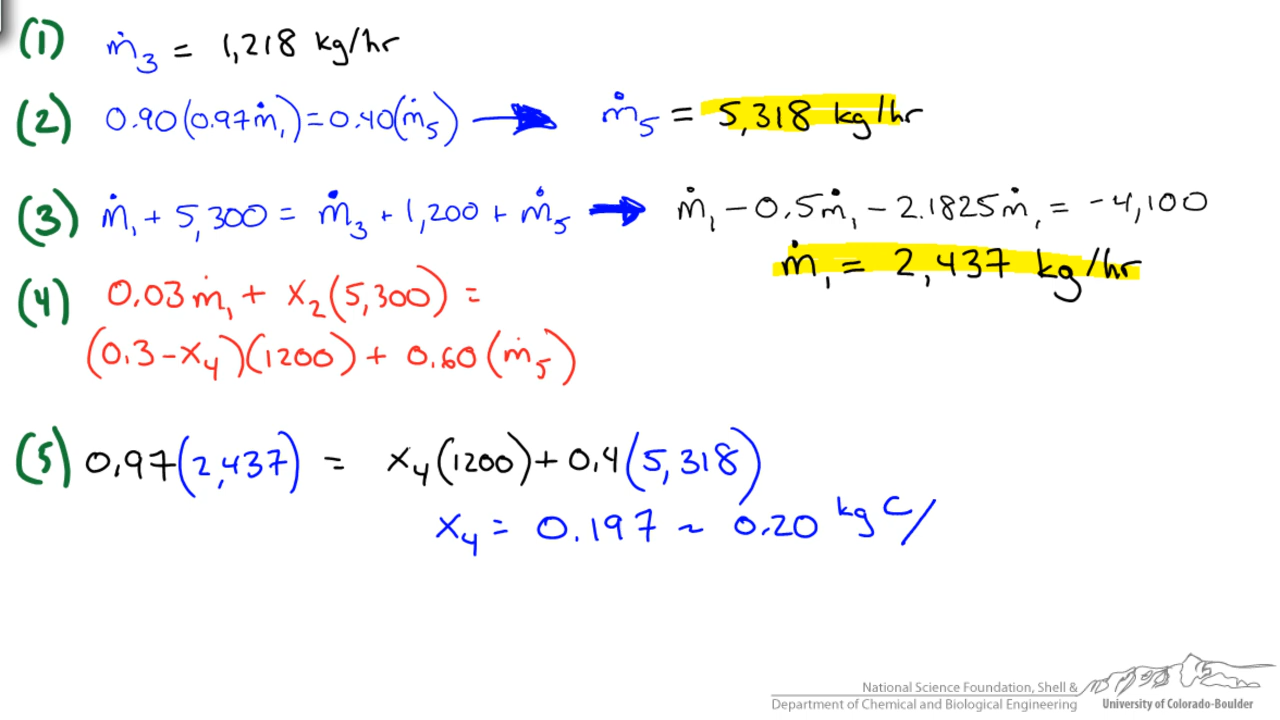 (1) ṁ₃ = 1,218 kg/hr
(2) 0.90(0.97ṁ₁)=0.40(ṁ₅) → ṁ₅ = 5,318 kg/hr
(3) ṁ₁ + 5,300 = ṁ₃ + 1,200 + ṁ₅ → ṁ₁ - 0.5ṁ₁ - 2.1825ṁ₁ = -4,100
ṁ₁ = 2,437 kg/hr
(4) 0.03ṁ₁ + x₂(5,300) =
(0.3-x₄)(1200) + 0.60(ṁ₅)
(5) 0.97(2,437) = x₄(1200)+0.4(5,318)
x₄ = 0.197 ~ 0.20 kg C/
National Science Foundation, Shell &
Department of Chemical and Biological Engineering
University of Colorado-Boulder